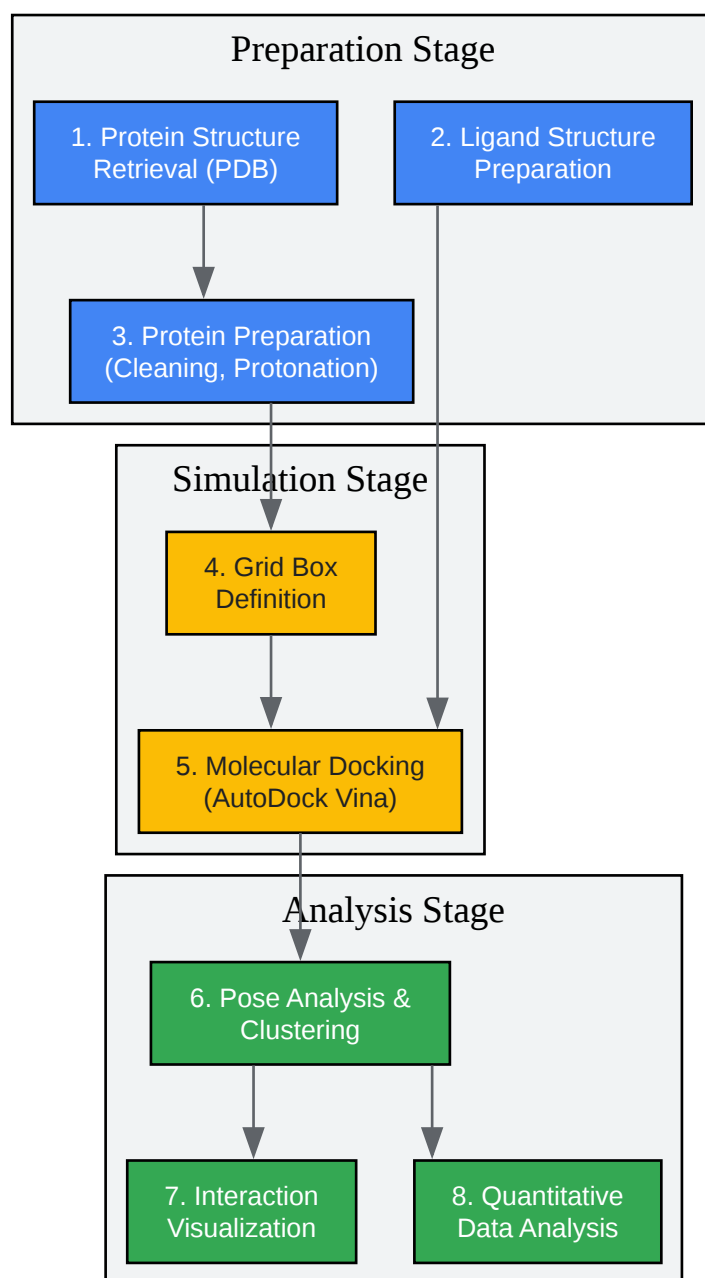 Preparation Stage
1. Protein Structure
Retrieval (PDB)
2. Ligand Structure
Preparation
3. Protein Preparation
(Cleaning, Protonation)
Simulation Stage
4. Grid Box
Definition
5. Molecular Docking
(AutoDock Vina)
Analysis Stage
6. Pose Analysis &
Clustering
7. Interaction
Visualization
8. Quantitative
Data Analysis